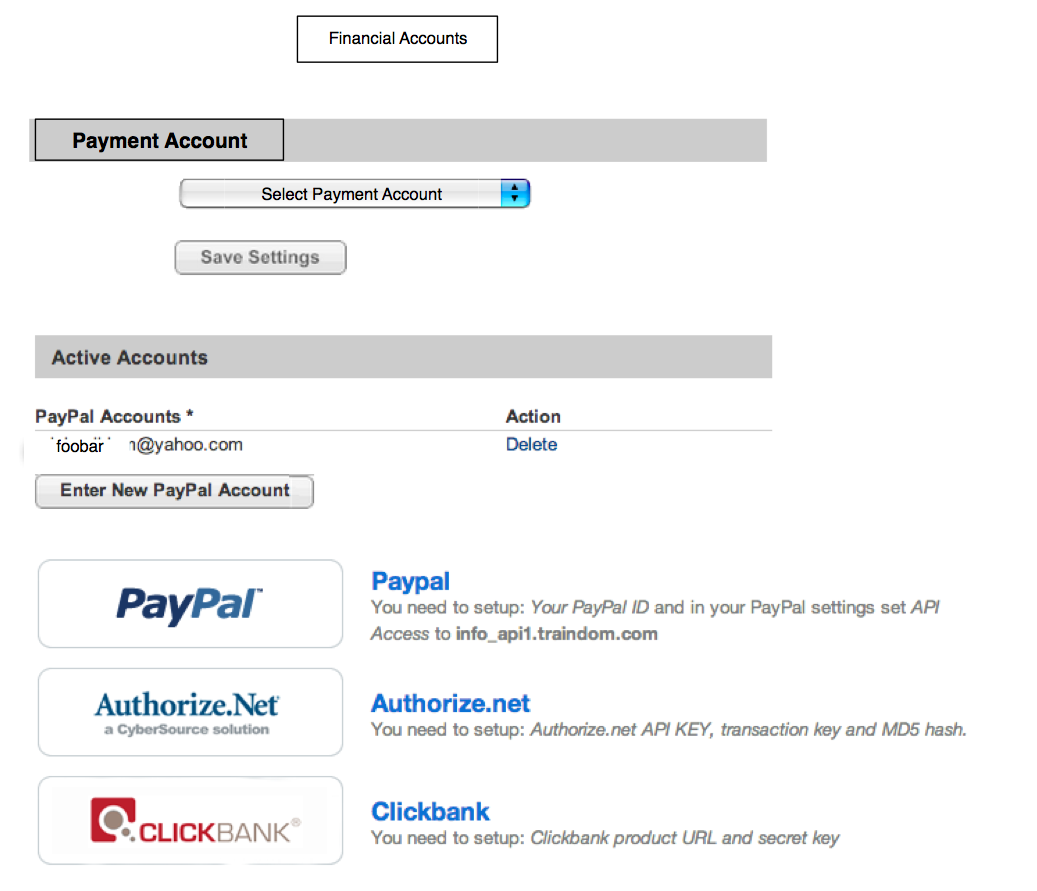 Financial Accounts
Payment Account
Select Payment Account
Save Settings
Active Accounts
PayPal Accounts * Action
foobar @yahoo.com Delete
Enter New PayPal Account
PayPal™
Paypal
You need to setup: Your PayPal ID and in your PayPal settings set API
Access to info_api1.traindom.com
Authorize.Net
a CyberSource solution
Authorize.net
You need to setup: Authorize.net API KEY, transaction key and MD5 hash.
CLICKBANK®
Clickbank
You need to setup: Clickbank product URL and secret key